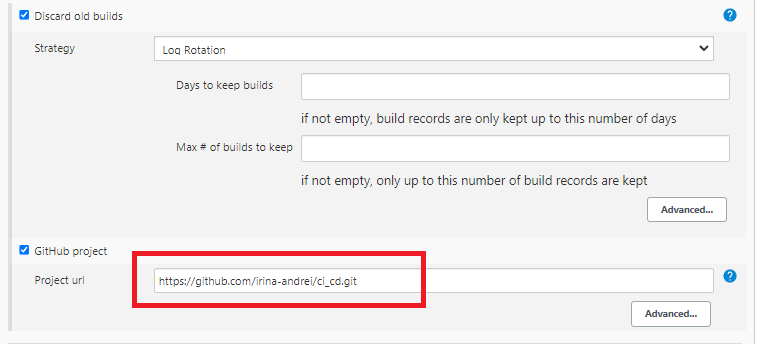 Discard old builds
Strategy
Log Rotation
Days to keep builds
if not empty, build records are only kept up to this number of days
Max # of builds to keep
if not empty, only up to this number of build records are kept
Advanced...
GitHub project
Project url
https://github.com/irina-andrei/ci_cd.git
Advanced...